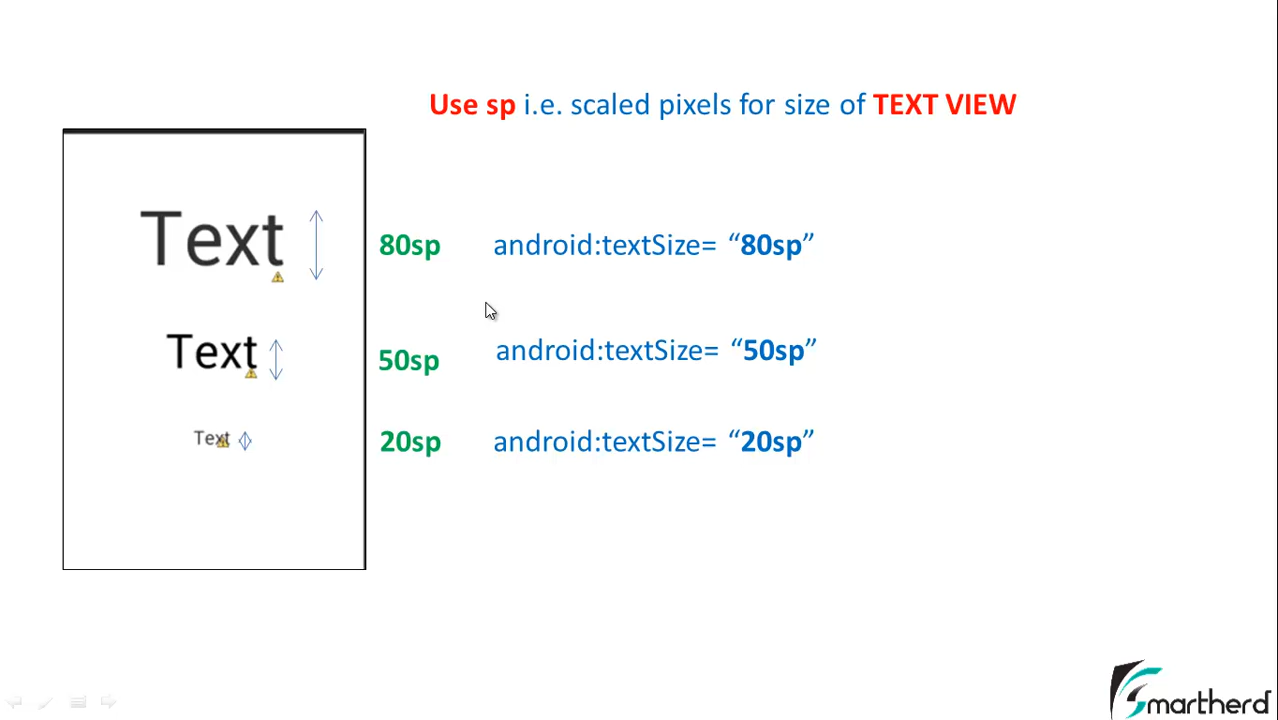 Use sp i.e. scaled pixels for size of TEXT VIEW
Text
80sp android:textSize= “80sp”
Text
50sp android:textSize= “50sp”
Text
20sp android:textSize= “20sp”
Smartherd